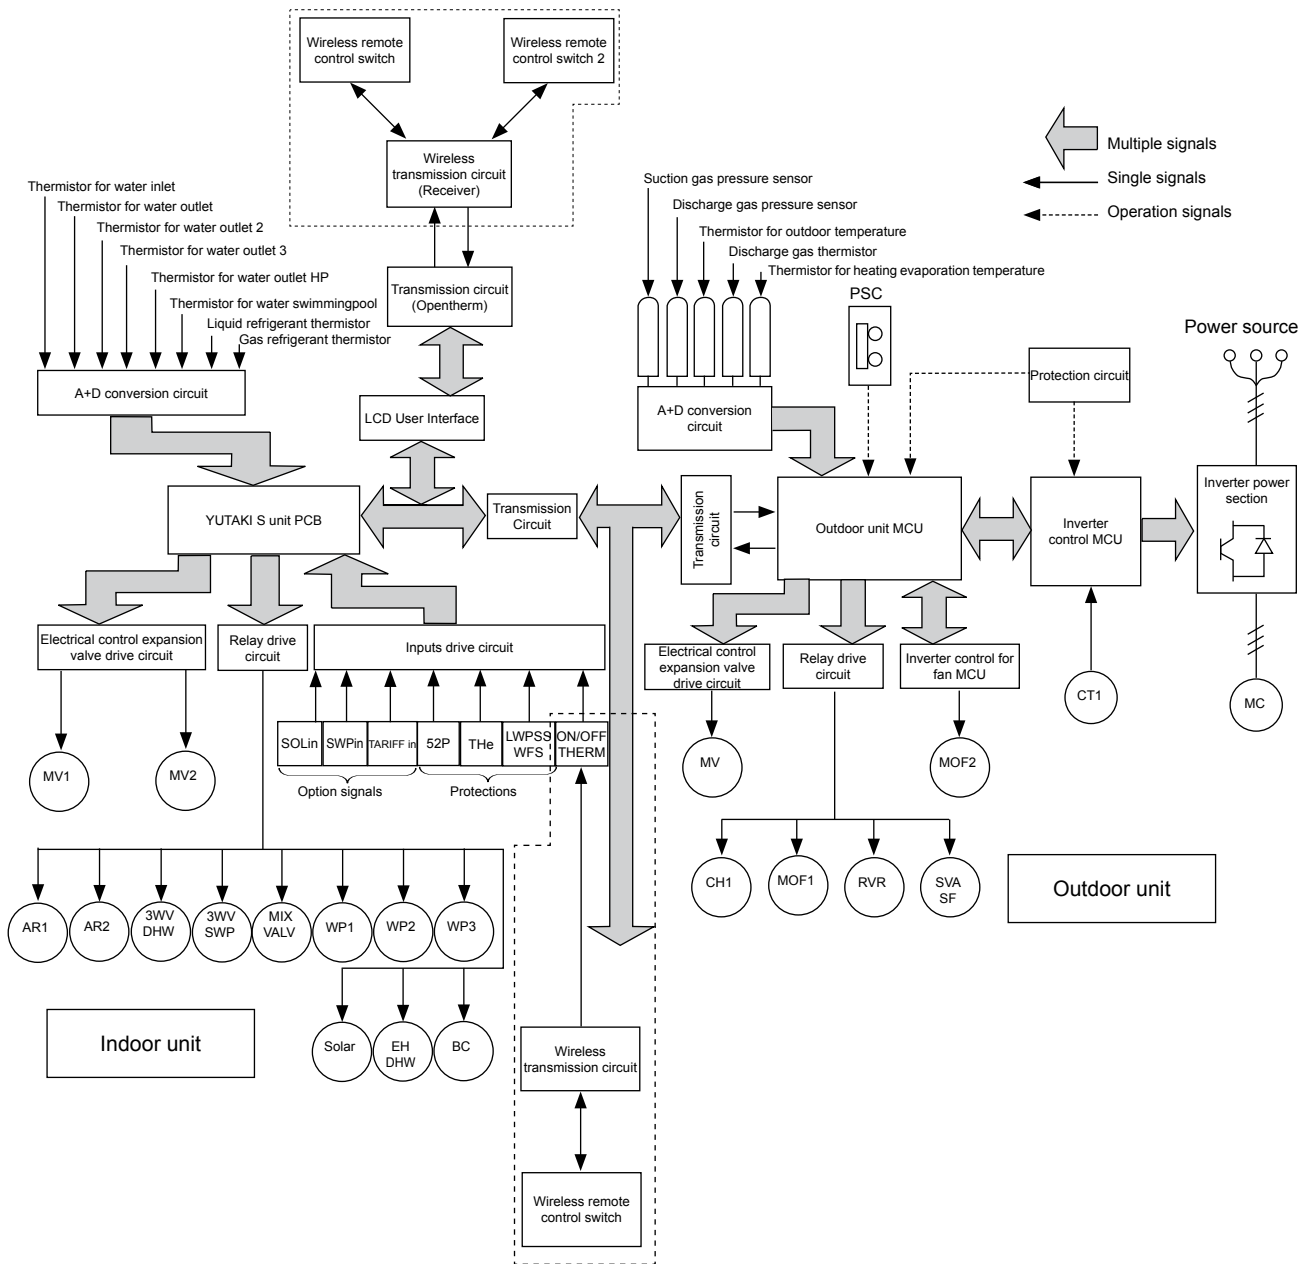 Wireless remote
control switch
Wireless remote
control switch 2
Wireless
transmission circuit
(Receiver)
Multiple signals
Single signals
Operation signals
Thermistor for water inlet
Thermistor for water outlet
Thermistor for water outlet 2
Thermistor for water outlet 3
Thermistor for water outlet HP
Thermistor for water swimmingpool
Liquid refrigerant thermistor
Gas refrigerant thermistor
Suction gas pressure sensor
Discharge gas pressure sensor
Thermistor for outdoor temperature
Discharge gas thermistor
Thermistor for heating evaporation temperature
Transmission circuit
(Opentherm)
PSC
Power source
A+D conversion circuit
LCD User Interface
A+D conversion
circuit
Protection circuit
YUTAKI S unit PCB
Transmission
Circuit
Transmission
circuit
Outdoor unit MCU
Inverter
control MCU
Inverter power
section
Electrical control expansion
valve drive circuit
Relay drive
circuit
Inputs drive circuit
Electrical control
expansion valve
drive circuit
Relay drive
circuit
Inverter control for
fan MCU
CT1
MC
SOLin
SWPin
TARIFF in
52P
THe
LWPSS
WFS
ON/OFF
THERM
Option signals
Protections
MV1
MV2
MV
MOF2
CH1
MOF1
RVR
SVA
SF
Outdoor unit
AR1
AR2
3WV
DHW
3WV
SWP
MIX
VALV
WP1
WP2
WP3
Solar
EH
DHW
BC
Indoor unit
Wireless
transmission circuit
Wireless remote
control switch